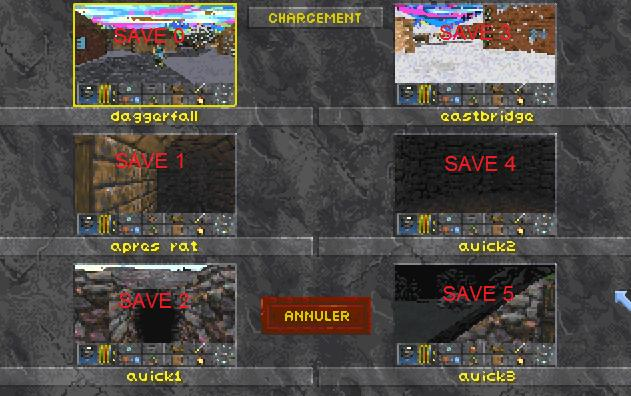 CHARCEMENT
SAVE 0
daggerfall
SAVE 3
eastbridge
SAVE 1
apres rat
SAVE 4
quick2
SAVE 2
quick1
ANNULER
SAVE 5
quick3